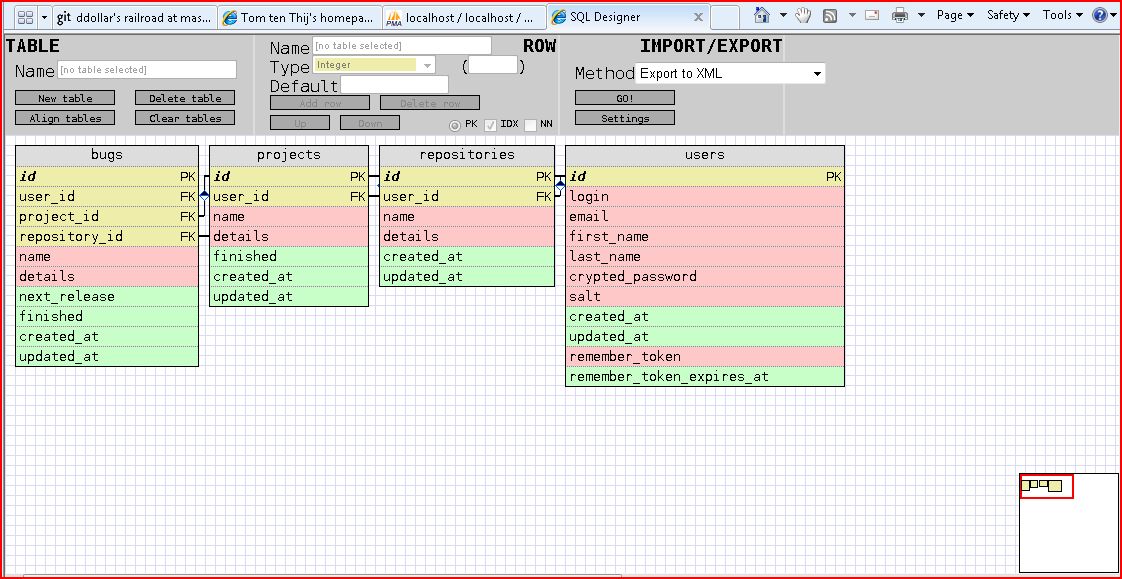 git ddollar's railroad at mas...
Tom ten Thij's homepa...
localhost / localhost / ...
SQL Designer
Page
Safety
Tools
TABLE
Name [no table selected]
New table Delete table
Align tables Clear tables
Name [no table selected] ROW
Type Integer ( )
Default
Add row Delete row
Up Down PK IDX NN
IMPORT/EXPORT
Method Export to XML
GO!
Settings
bugs
id PK
user_id FK
project_id FK
repository_id FK
name
details
next_release
finished
created_at
updated_at
projects
id PK
user_id FK
name
details
finished
created_at
updated_at
repositories
id PK
user_id FK
name
details
created_at
updated_at
users
id PK
login
email
first_name
last_name
crypted_password
salt
created_at
updated_at
remember_token
remember_token_expires_at